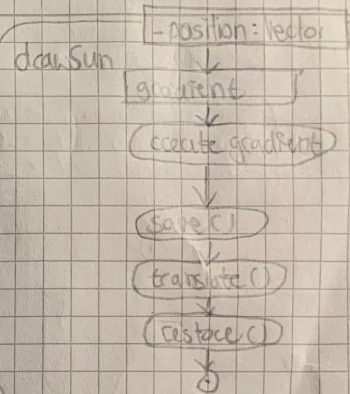 -position: Vector
drawSun
gradient
create gradient
save()
translate()
restore()